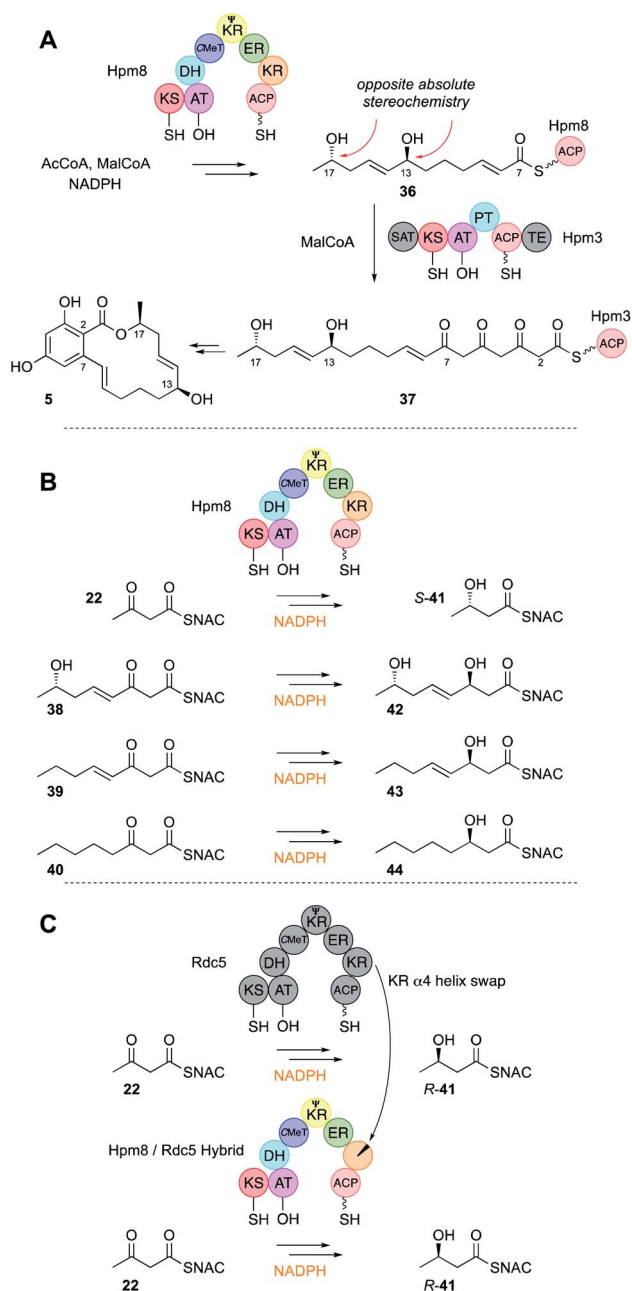 A
Ψ
KR
CMeT
ER
Hpm8
DH
KR
KS
AT
ACP
SH
OH
SH
opposite absolute
stereochemistry
AcCoA, MalCoA
NADPH
OH
OH
O
Hpm8
17
13
7
S
ACP
36
MalCoA
PT
SAT
KS
AT
ACP
TE
Hpm3
SH
OH
SH
OH
O
2
O
17
HO
7
13
OH
5
OH
OH
O
O
O
O
Hpm3
17
13
7
2
S
ACP
37
B
Ψ
KR
CMeT
ER
Hpm8
DH
KR
KS
AT
ACP
SH
OH
SH
22
O
O
SNAC
NADPH
S-41
OH
O
SNAC
OH
O
O
SNAC
38
NADPH
OH
OH
O
SNAC
42
O
O
SNAC
39
NADPH
OH
O
SNAC
43
O
O
SNAC
40
NADPH
OH
O
SNAC
44
C
Ψ
KR
CMeT
ER
Rdc5
DH
KR
KR α4 helix swap
KS
AT
ACP
SH
OH
SH
O
O
SNAC
22
NADPH
OH
O
SNAC
R-41
Ψ
KR
CMeT
ER
Hpm8 / Rdc5 Hybrid
DH
KS
AT
ACP
SH
OH
SH
O
O
SNAC
22
NADPH
OH
O
SNAC
R-41